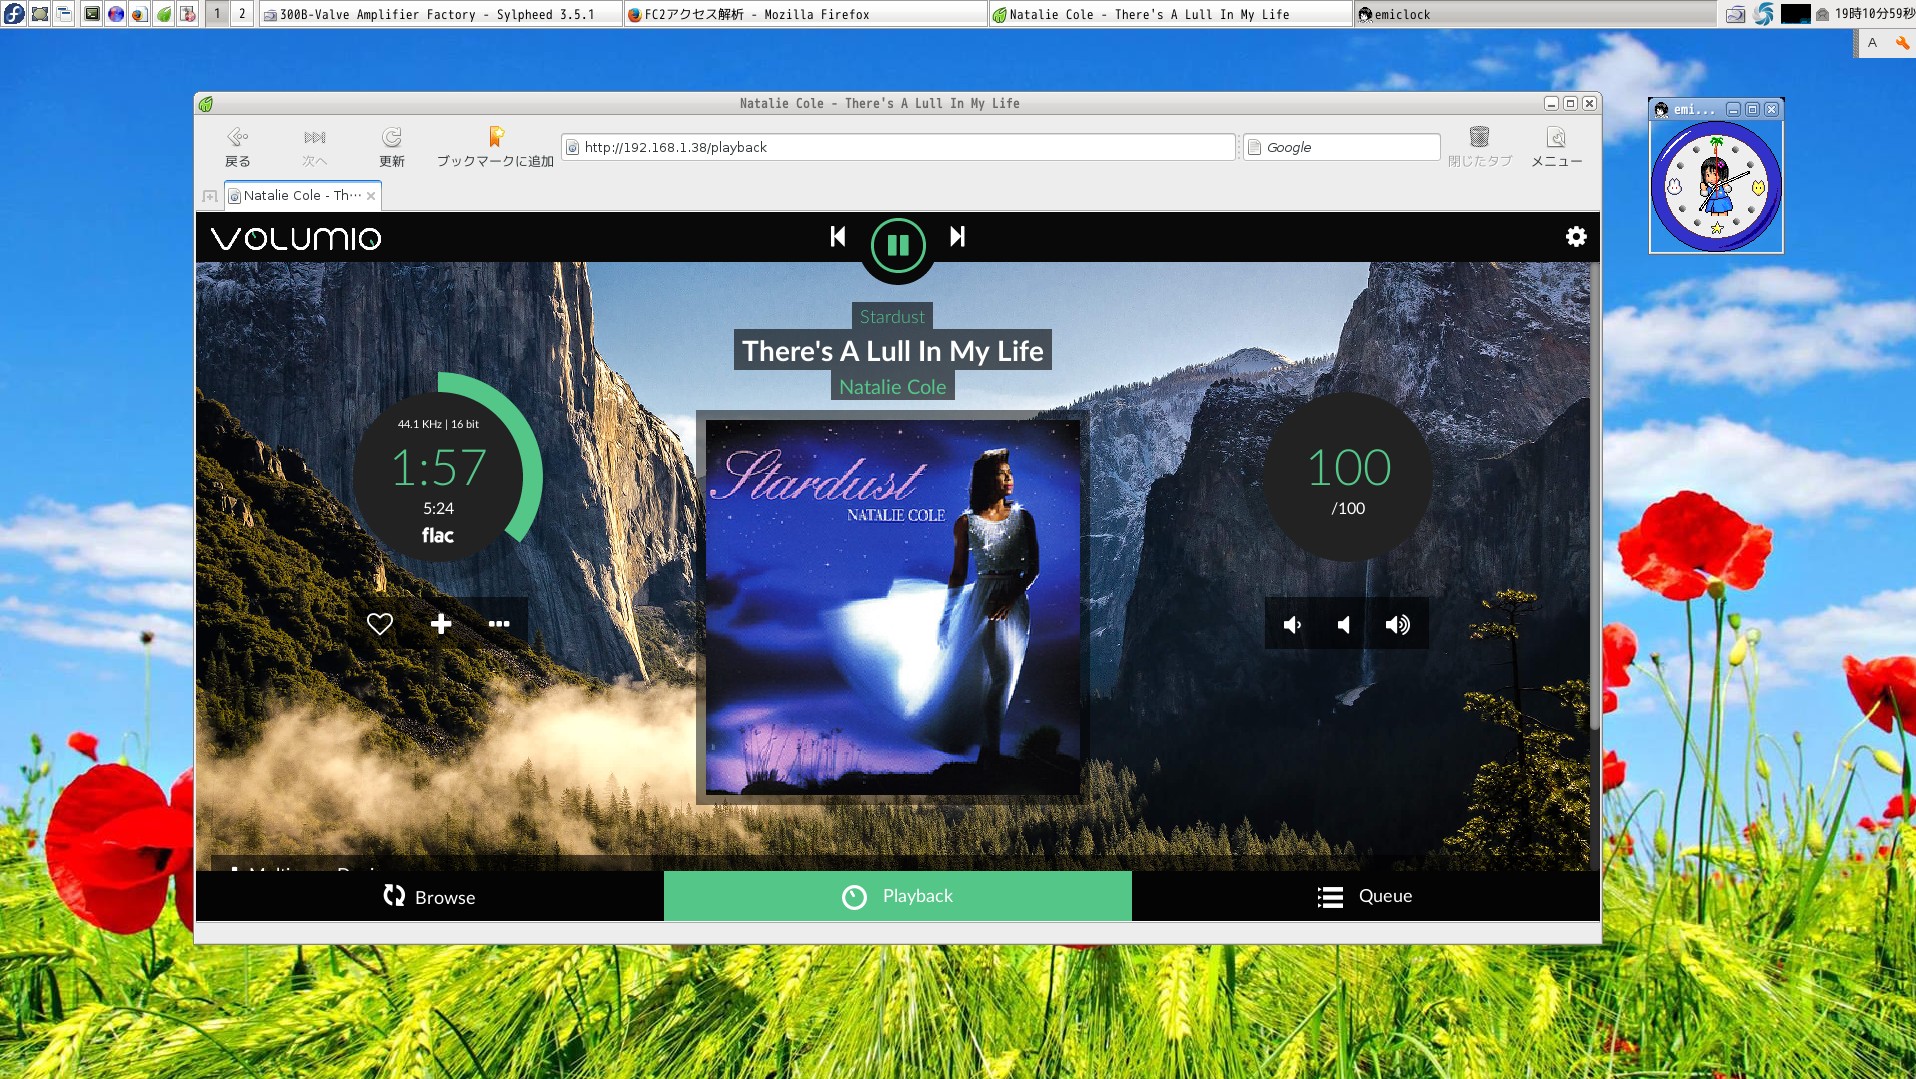 1 2 300B-Valve Amplifier Factory - Sylpheed 3.5.1 FC2アクセス解析 - Mozilla Firefox Natalie Cole - There's A Lull In My Life emiclock 19時10分59秒
A
Natalie Cole - There's A Lull In My Life
emi...
戻る 次へ 更新 ブックマークに追加 http://192.168.1.38/playback Google 閉じたタブ メニュー
Natalie Cole - Th···
VOLUMIO
Stardust
There's A Lull In My Life
Natalie Cole
44.1 KHz | 16 bit
1:57
5:24
flac
Stardust
NATALIE COLE
100
/100
Browse Playback Queue